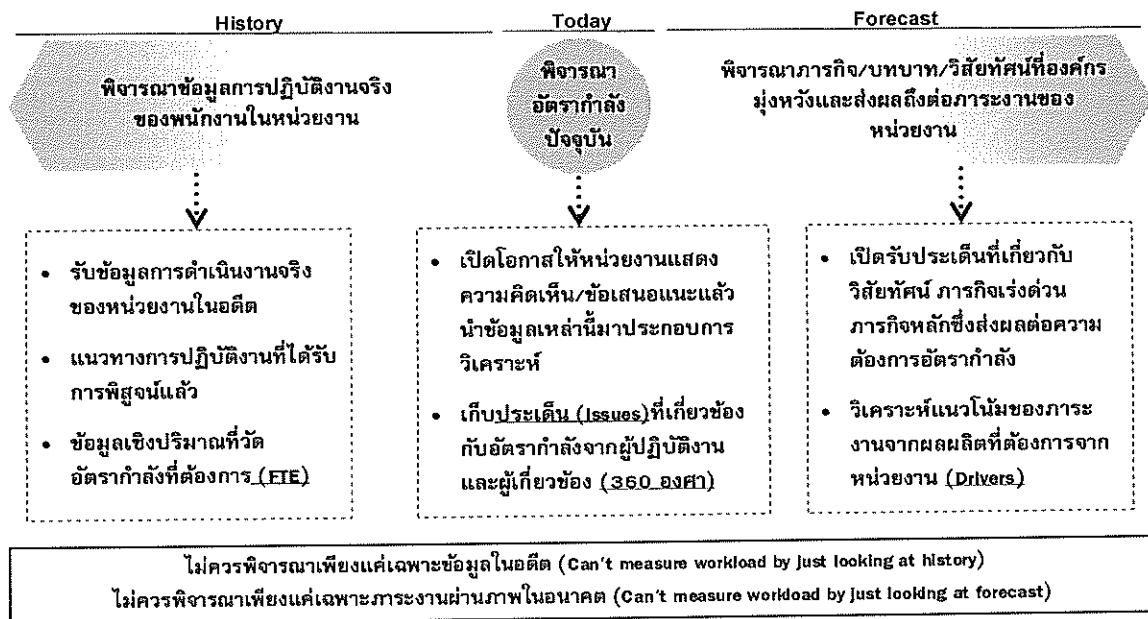 History
Today
Forecast
พิจารณาข้อมูลการปฏิบัติงานจริง
ของพนักงานในหน่วยงาน
พิจารณา
อัตรากำลัง
ปัจจุบัน
พิจารณาภารกิจ/บทบาท/วิสัยทัศน์ที่องค์กร
มุ่งหวังและส่งผลถึงต่อภาระงานของ
หน่วยงาน
• รับข้อมูลการดำเนินงานจริง
ของหน่วยงานในอดีต
• แนวทางการปฏิบัติงานที่ได้รับ
การพิสูจน์แล้ว
• ข้อมูลเชิงปริมาณที่วัด
อัตรากำลังที่ต้องการ (FTE)
• เปิดโอกาสให้หน่วยงานแสดง
ความคิดเห็น/ข้อเสนอแนะแล้ว
นำข้อมูลเหล่านี้มาประกอบการ
วิเคราะห์
• เก็บประเด็น (Issues)ที่เกี่ยวข้อง
กับอัตรากำลังจากผู้ปฏิบัติงาน
และผู้เกี่ยวข้อง (360 องศา)
• เปิดรับประเด็นที่เกี่ยวกับ
วิสัยทัศน์ ภารกิจเร่งด่วน
ภารกิจหลักซึ่งส่งผลต่อความ
ต้องการอัตรากำลัง
• วิเคราะห์แนวโน้มของภาระ
งานจากผลผลิตที่ต้องการจาก
หน่วยงาน (Drivers)
ไม่ควรพิจารณาเพียงแค่เฉพาะข้อมูลในอดีต (Can't measure workload by just looking at history)
ไม่ควรพิจารณาเพียงแค่เฉพาะภาระงานผ่านภาพในอนาคต (Can't measure workload by just looking at forecast)